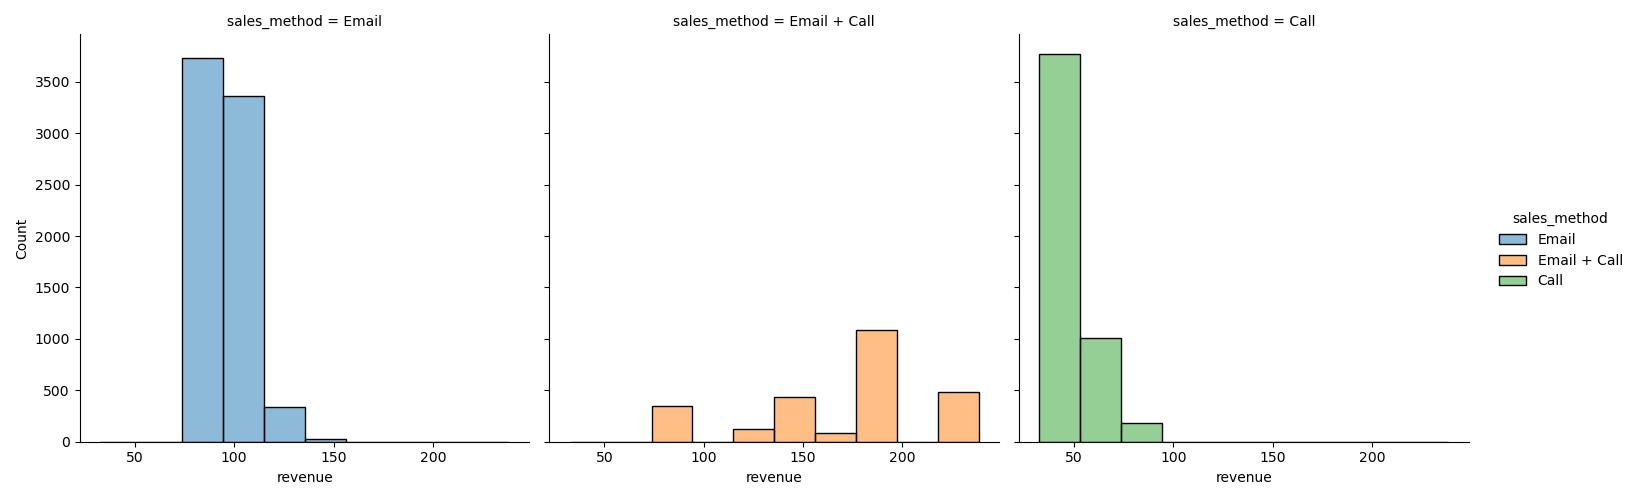 sales_method = Email
sales_method = Email + Call
sales_method = Call
3500
3000
2500
2000
1500
1000
500
0
Count
50 100 150 200
50 100 150 200
50 100 150 200
revenue
revenue
revenue
sales_method
Email
Email + Call
Call